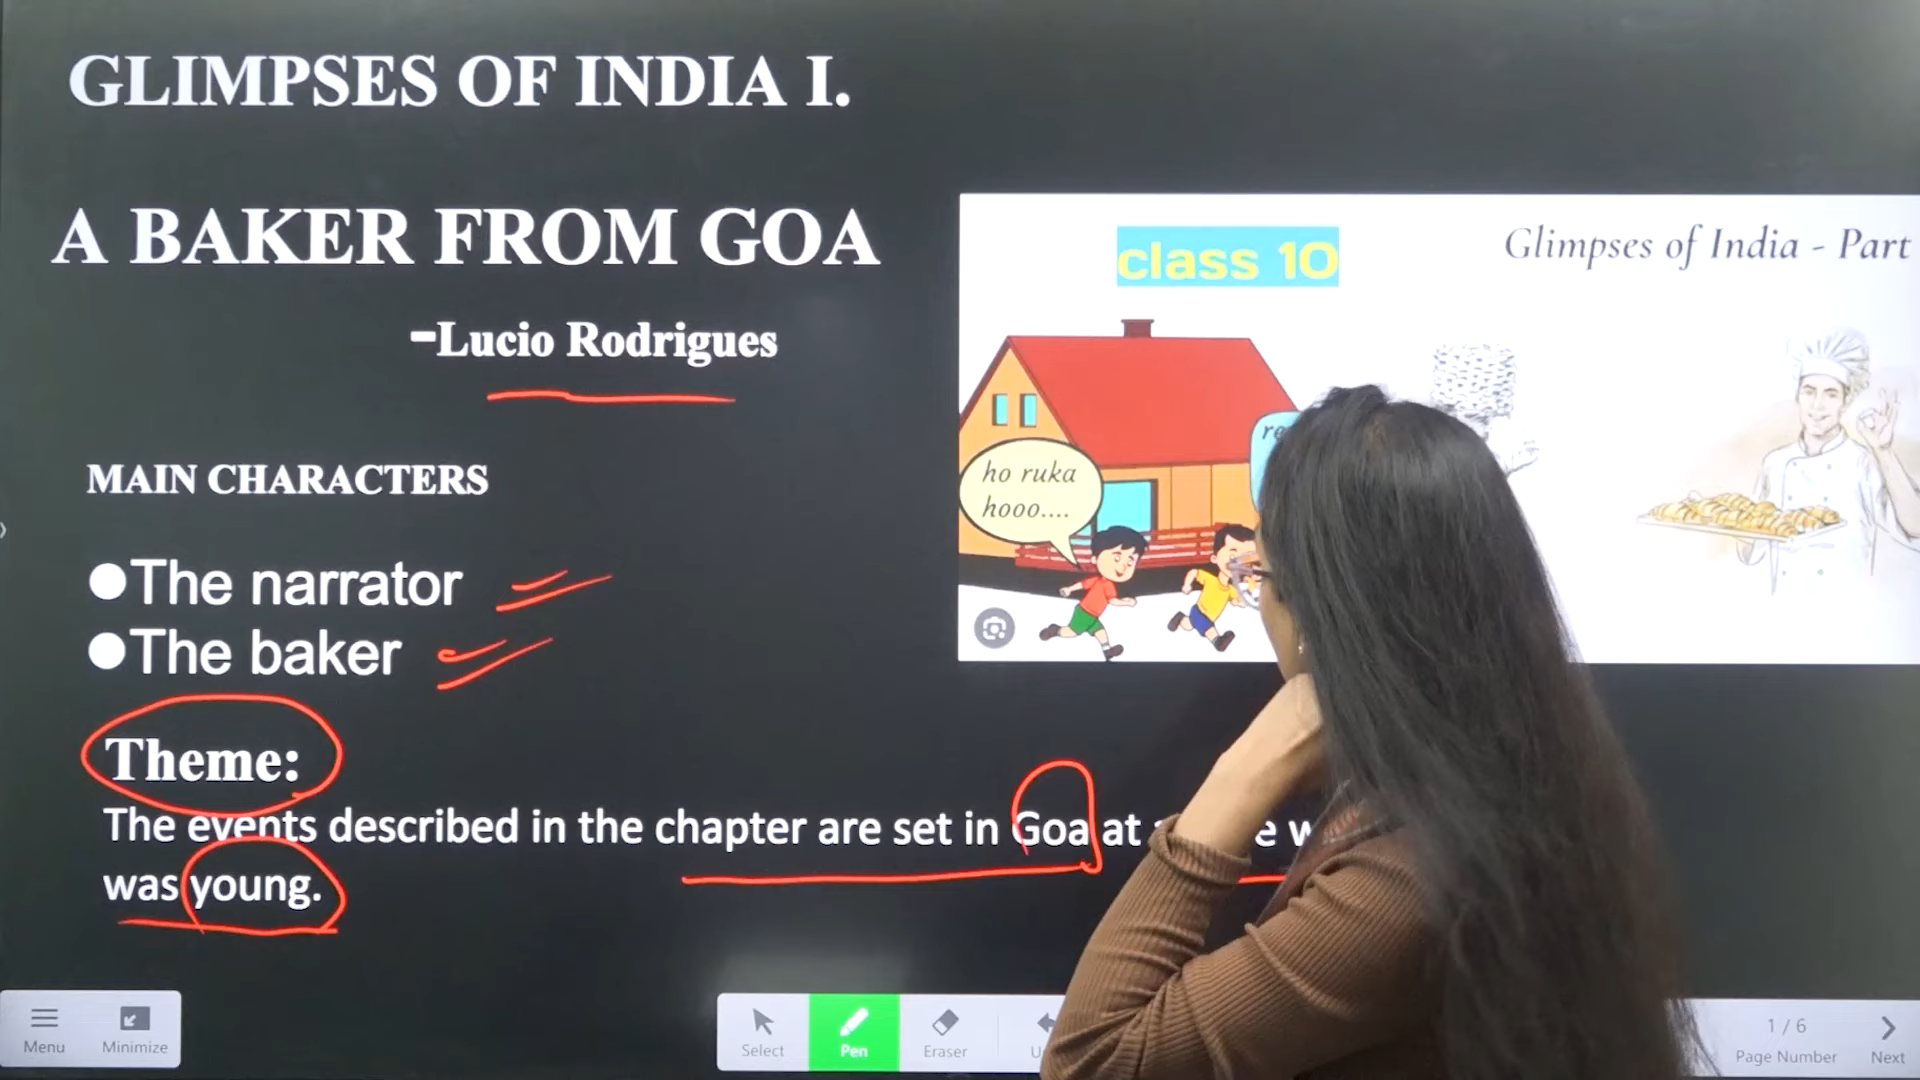 GLIMPSES OF INDIA I.
A BAKER FROM GOA
-Lucio Rodrigues
class 10
Glimpses of India - Part
ho ruka
hooo....
MAIN CHARACTERS
●The narrator
●The baker
Theme:
The events described in the chapter are set in Goa at
was young.
Menu
Minimize
Select
Pen
Eraser
1 / 6
Page Number
Next